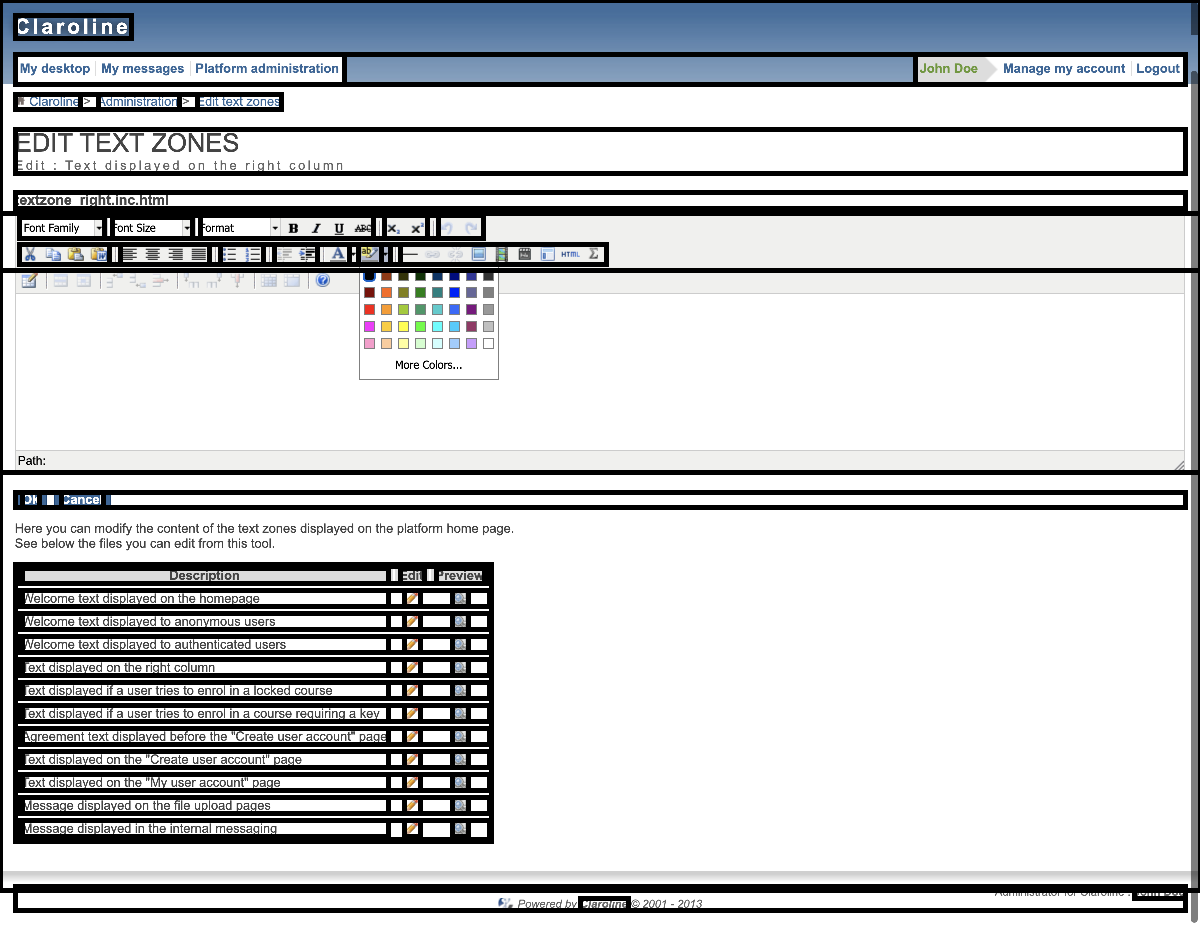 Claroline
My desktop My messages Platform administration John Doe Manage my account Logout
Claroline > Administration > Edit text zones
EDIT TEXT ZONES
Edit : Text displayed on the right column
textzone_right.inc.html
Font Family Font Size Format B I U ABC x₂ x²
A ab HTML Σ
More Colors...
Path:
Ok Cancel
Here you can modify the content of the text zones displayed on the platform home page.
See below the files you can edit from this tool.
Description Edit Preview
Welcome text displayed on the homepage
Welcome text displayed to anonymous users
Welcome text displayed to authenticated users
Text displayed on the right column
Text displayed if a user tries to enrol in a locked course
Text displayed if a user tries to enrol in a course requiring a key
Agreement text displayed before the "Create user account" page
Text displayed on the "Create user account" page
Text displayed on the "My user account" page
Message displayed on the file upload pages
Message displayed in the internal messaging
Administrator for Claroline : John Doe
Powered by Claroline © 2001 - 2013